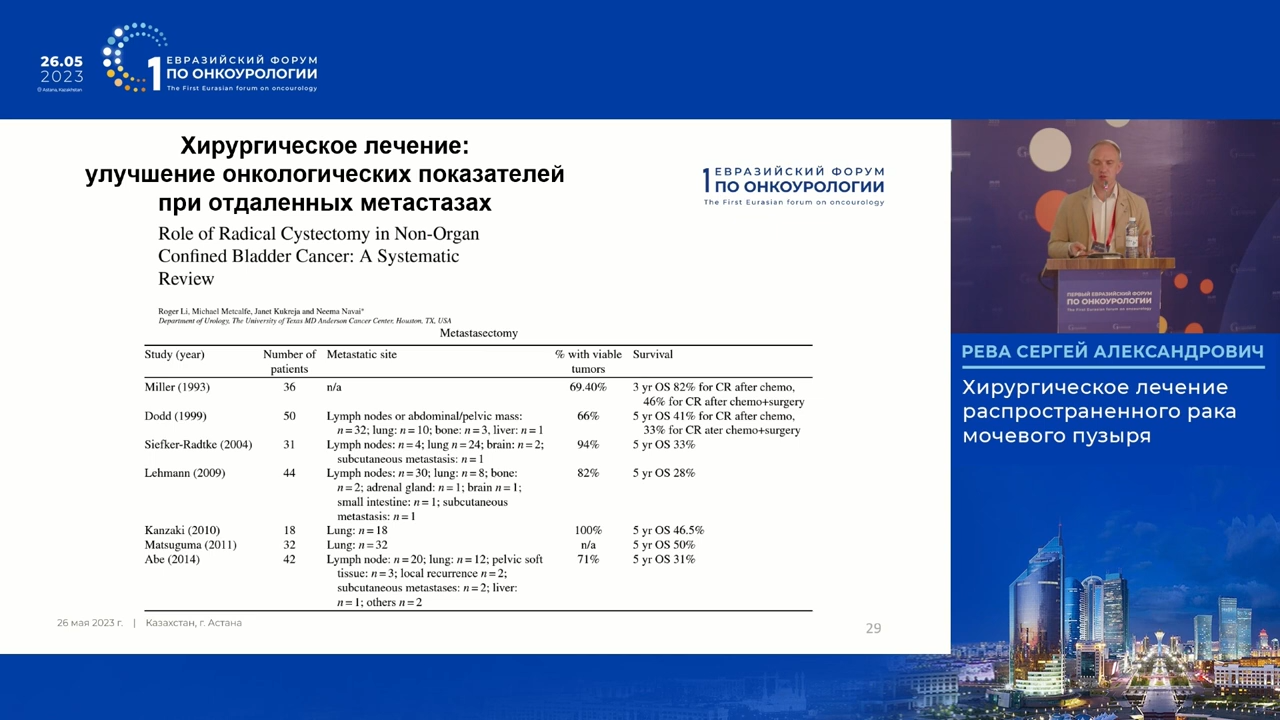 26.05
2023
Astana, Kazakhstan
1 ЕВРАЗИЙСКИЙ ФОРУМ
ПО ОНКОУРОЛОГИИ
The First Eurasian forum on oncourology
Хирургическое лечение:
улучшение онкологических показателей
при отдаленных метастазах
1 ЕВРАЗИЙСКИЙ ФОРУМ
ПО ОНКОУРОЛОГИИ
The First Eurasian forum on oncourology
Role of Radical Cystectomy in Non-Organ
Confined Bladder Cancer: A Systematic
Review
Roger Li, Michael Metcalfe, Janet Kukreja and Neema Navai*
Department of Urology, The University of Texas MD Anderson Cancer Center, Houston, TX, USA
Metastasectomy
Study (year) Number of Metastatic site % with viable Survival
patients tumors
Miller (1993) 36 n/a 69.40% 3 yr OS 82% for CR after chemo,
46% for CR after chemo+surgery
Dodd (1999) 50 Lymph nodes or abdominal/pelvic mass: 66% 5 yr OS 41% for CR after chemo,
n = 32; lung: n = 10; bone: n = 3, liver: n = 1 33% for CR ater chemo+surgery
Siefker-Radtke (2004) 31 Lymph nodes: n = 4; lung n = 24; brain: n = 2; 94% 5 yr OS 33%
subcutaneous metastasis: n = 1
Lehmann (2009) 44 Lymph nodes: n = 30; lung: n = 8; bone: 82% 5 yr OS 28%
n = 2; adrenal gland: n = 1; brain n = 1;
small intestine: n = 1; subcutaneous
metastasis: n = 1
Kanzaki (2010) 18 Lung: n = 18 100% 5 yr OS 46.5%
Matsuguma (2011) 32 Lung: n = 32 n/a 5 yr OS 50%
Abe (2014) 42 Lymph node: n = 20; lung: n = 12; pelvic soft 71% 5 yr OS 31%
tissue: n = 3; local recurrence n = 2;
subcutaneous metastases: n = 2; liver:
n = 1; others n = 2
26 мая 2023 г. | Казахстан, г. Астана
29
ПЕРВЫЙ ЕВРАЗИЙСКИЙ ФОРУМ
ПО ОНКОУРОЛОГИИ
The First Eurasian forum on oncourology
РЕВА СЕРГЕЙ АЛЕКСАНДРОВИЧ
Хирургическое лечение
распространенного рака
мочевого пузыря